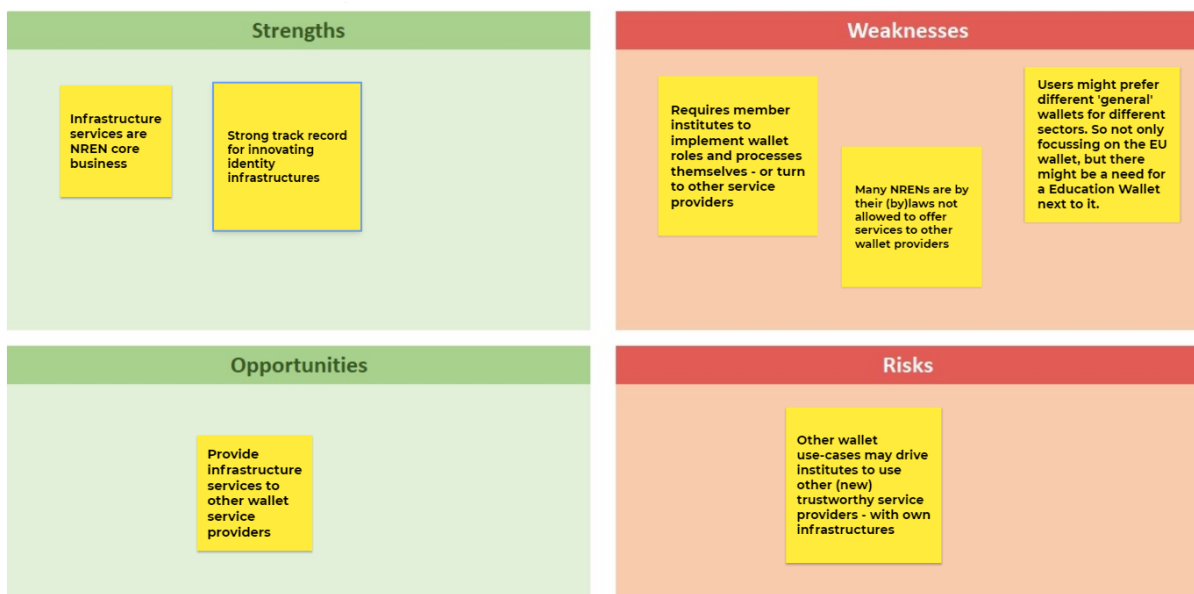 Strengths
Infrastructure
services are
NREN core
business
Strong track record
for innovating
identity
infrastructures
Weaknesses
Requires member
institutes to
implement wallet
roles and processes
themselves - or turn
to other service
providers
Many NRENs are by
their (by)laws not
allowed to offer
services to other
wallet providers
Users might prefer
different 'general'
wallets for different
sectors. So not only
focussing on the EU
wallet, but there
might be a need for
a Education Wallet
next to it.
Opportunities
Provide
infrastructure
services to
other wallet
service
providers
Risks
Other wallet
use-cases may drive
institutes to use
other (new)
trustworthy service
providers - with own
infrastructures